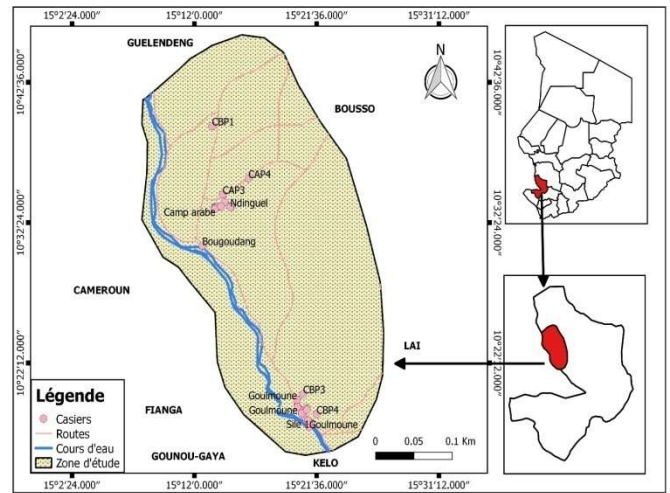 15°2'24.000" 15°12'0.000" 15°21'36.000" 15°31'12.000"
GUELENDENG
N
10°42'36.000" 10°42'36.000"
BOUSSO
CBP1
CAP4
CAP3
Ndinguel
Camp arabe
10°32'24.000" 10°32'24.000"
Bougoudang
CAMEROUN
LAI
10°22'12.000" 10°22'12.000"
CBP3
Goulmoune
Goulmoune CBP4
Sile 1Goulmoune
Légende
Casiers
Routes
Cours d'eau
Zone d'étude
FIANGA
GOUNOU-GAYA
KELO
0 0.05 0.1 Km
15°2'24.000" 15°12'0.000" 15°21'36.000" 15°31'12.000"